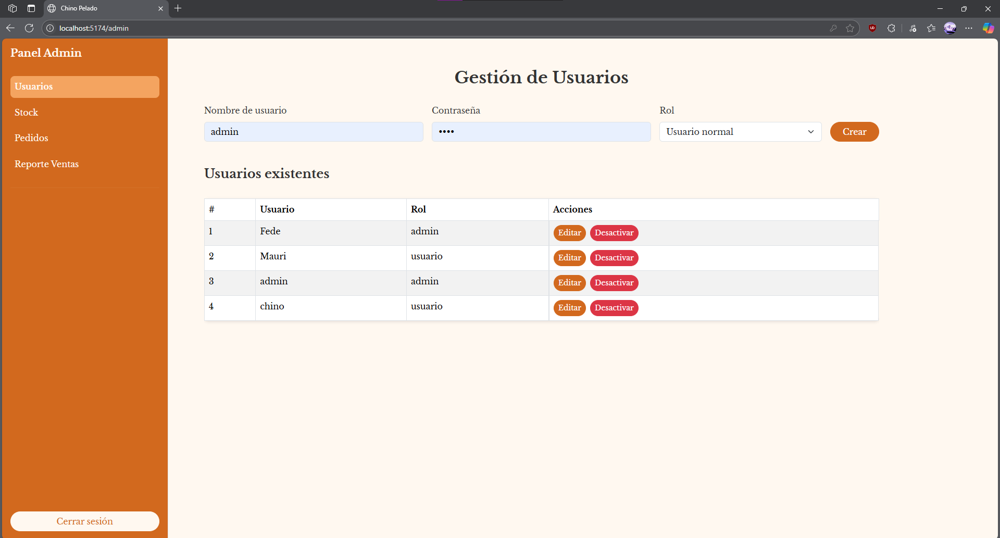 Chino Pelado
localhost:5174/admin
Panel Admin
Usuarios
Stock
Pedidos
Reporte Ventas
Cerrar sesión
Gestión de Usuarios
Nombre de usuario Contraseña Rol
admin •••• Usuario normal Crear
Usuarios existentes
# Usuario Rol Acciones
1 Fede admin Editar Desactivar
2 Mauri usuario Editar Desactivar
3 admin admin Editar Desactivar
4 chino usuario Editar Desactivar